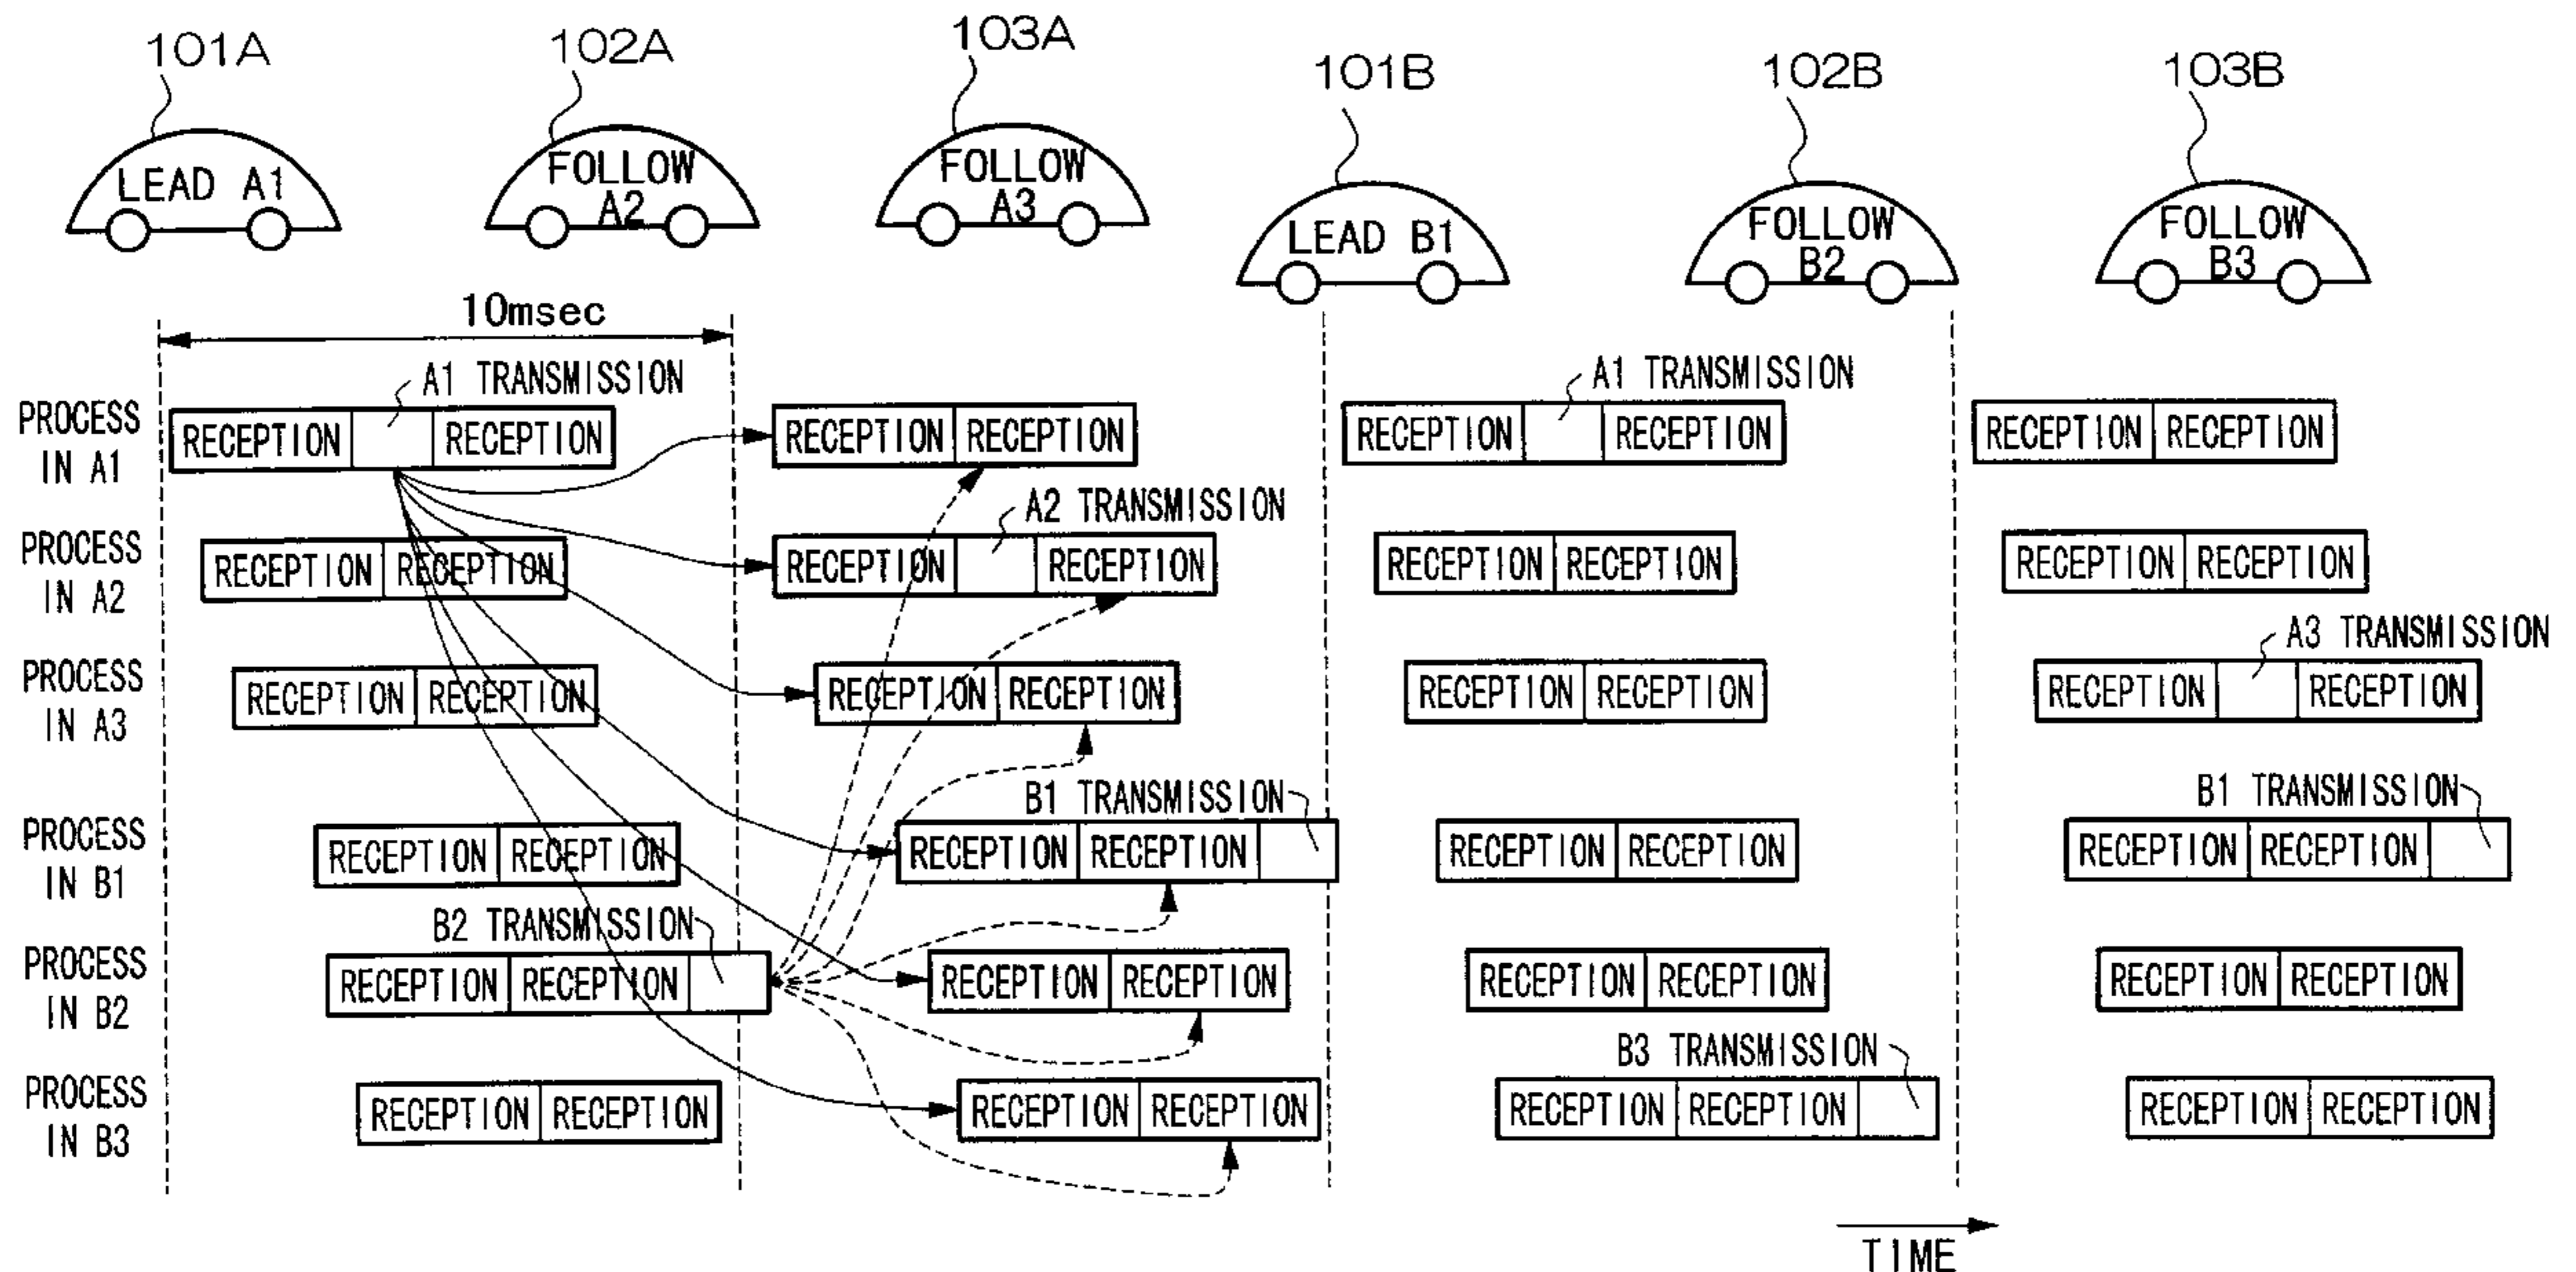 101A
102A
103A
101B
102B
103B
LEAD A1
FOLLOW
A2
FOLLOW
A3
LEAD B1
FOLLOW
B2
FOLLOW
B3
10msec
A1 TRANSMISSION
A1 TRANSMISSION
PROCESS
IN A1
RECEPTION RECEPTION
RECEPTION RECEPTION
RECEPTION RECEPTION
RECEPTION RECEPTION
A2 TRANSMISSION
PROCESS
IN A2
RECEPTION RECEPTION
RECEPTION RECEPTION
RECEPTION RECEPTION
RECEPTION RECEPTION
A3 TRANSMISSION
PROCESS
IN A3
RECEPTION RECEPTION
RECEPTION RECEPTION
RECEPTION RECEPTION
RECEPTION RECEPTION
B1 TRANSMISSION
B1 TRANSMISSION
PROCESS
IN B1
RECEPTION RECEPTION
RECEPTION RECEPTION
RECEPTION RECEPTION
RECEPTION RECEPTION
B2 TRANSMISSION
PROCESS
IN B2
RECEPTION RECEPTION
RECEPTION RECEPTION
RECEPTION RECEPTION
RECEPTION RECEPTION
B3 TRANSMISSION
PROCESS
IN B3
RECEPTION RECEPTION
RECEPTION RECEPTION
RECEPTION RECEPTION
RECEPTION RECEPTION
TIME